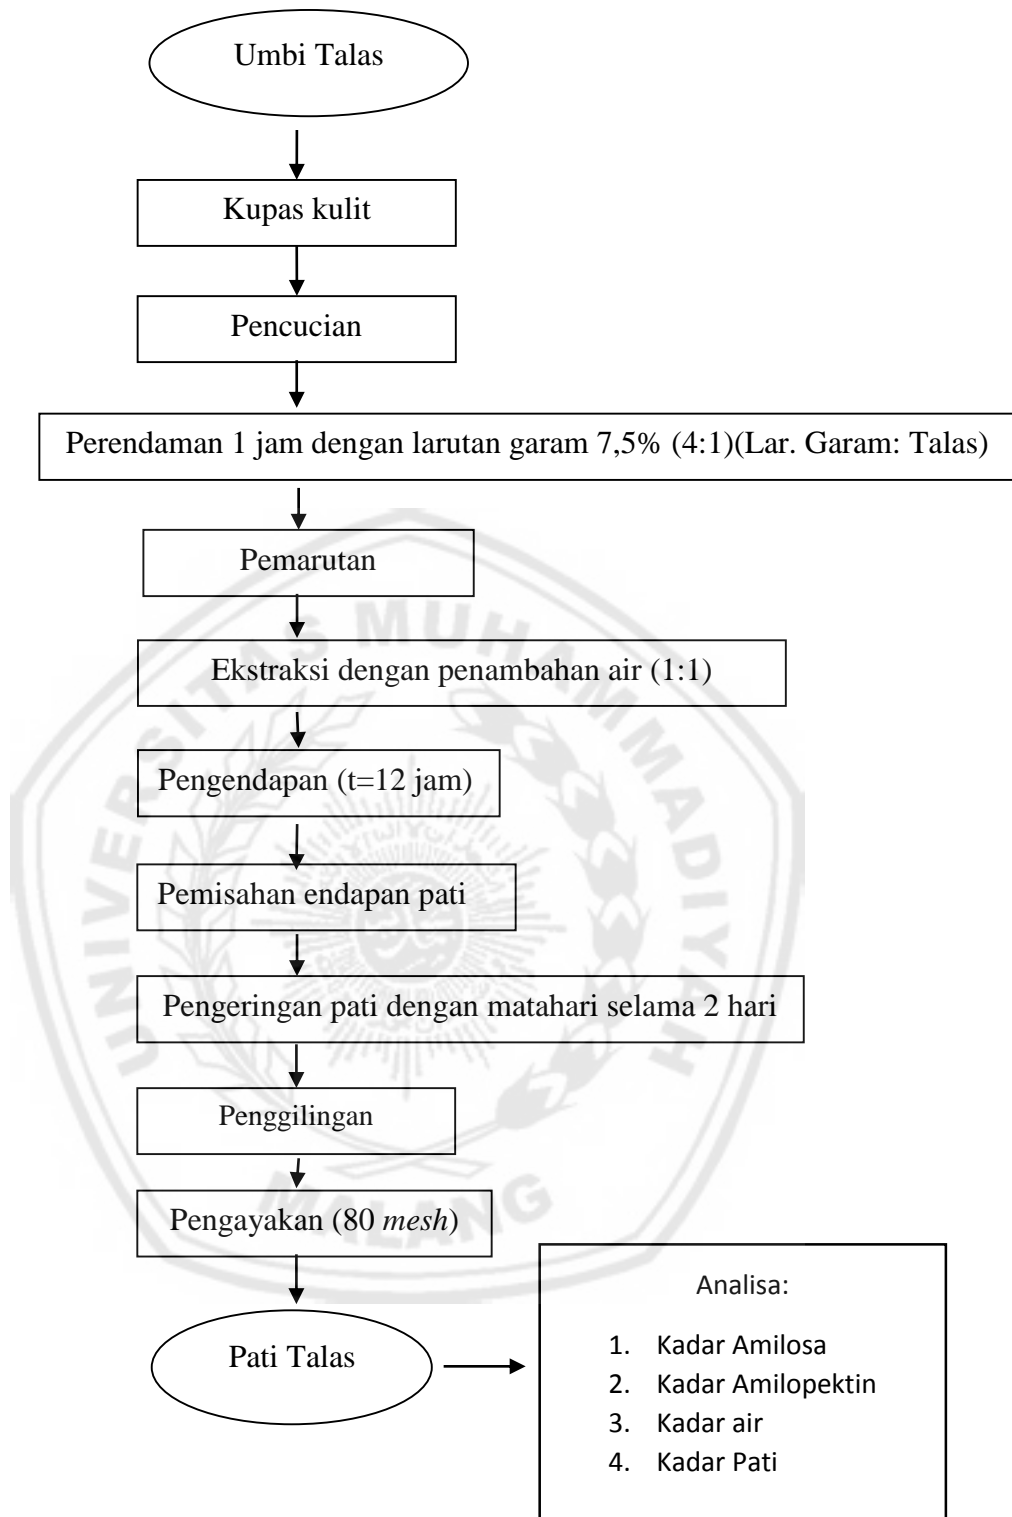 Umbi Talas
Kupas kulit
Pencucian
Perendaman 1 jam dengan larutan garam 7,5% (4:1)(Lar. Garam: Talas)
Pemarutan
Ekstraksi dengan penambahan air (1:1)
Pengendapan (t=12 jam)
Pemisahan endapan pati
Pengeringan pati dengan matahari selama 2 hari
Penggilingan
Pengayakan (80 mesh)
Pati Talas
Analisa:
1. Kadar Amilosa
2. Kadar Amilopektin
3. Kadar air
4. Kadar Pati
UNIVERSITAS MUHAMMADIYAH
MALANG